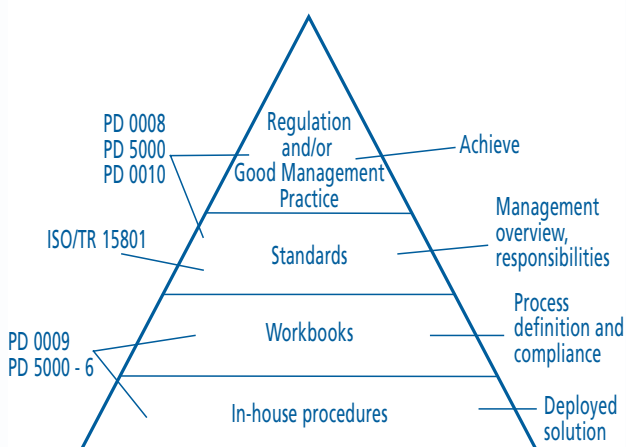 PD 0008
PD 5000
PD 0010
Regulation
and/or
Good Management
Practice
Achieve
ISO/TR 15801
Standards
Management
overview,
responsibilities
PD 0009
PD 5000 - 6
Workbooks
Process
definition and
compliance
In-house procedures
Deployed
solution